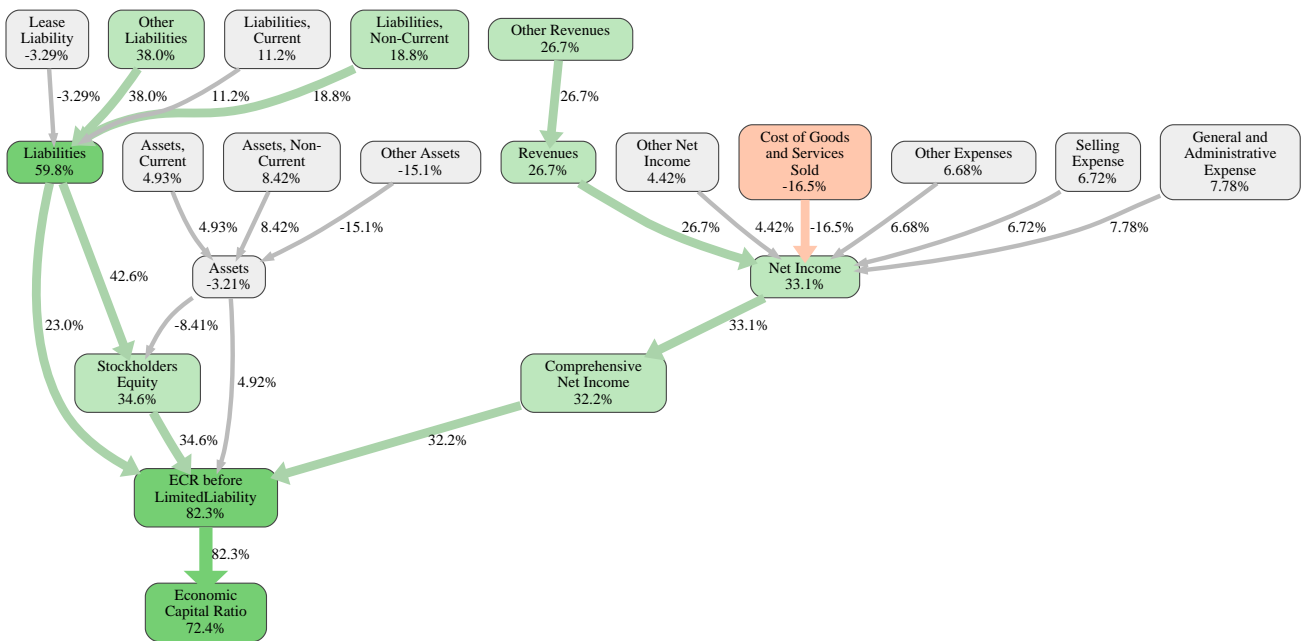 Lease
Liability
-3.29%
Other
Liabilities
38.0%
Liabilities,
Current
11.2%
Liabilities,
Non-Current
18.8%
Other Revenues
26.7%
-3.29%
38.0%
11.2%
18.8%
26.7%
Liabilities
59.8%
Assets,
Current
4.93%
Assets, Non-
Current
8.42%
Other Assets
-15.1%
Revenues
26.7%
Other Net
Income
4.42%
Cost of Goods
and Services
Sold
-16.5%
Other Expenses
6.68%
Selling
Expense
6.72%
General and
Administrative
Expense
7.78%
4.93%
8.42%
-15.1%
26.7%
4.42%
-16.5%
6.68%
6.72%
7.78%
Assets
-3.21%
Net Income
33.1%
42.6%
23.0%
-8.41%
4.92%
33.1%
Stockholders
Equity
34.6%
Comprehensive
Net Income
32.2%
34.6%
32.2%
ECR before
LimitedLiability
82.3%
82.3%
Economic
Capital Ratio
72.4%